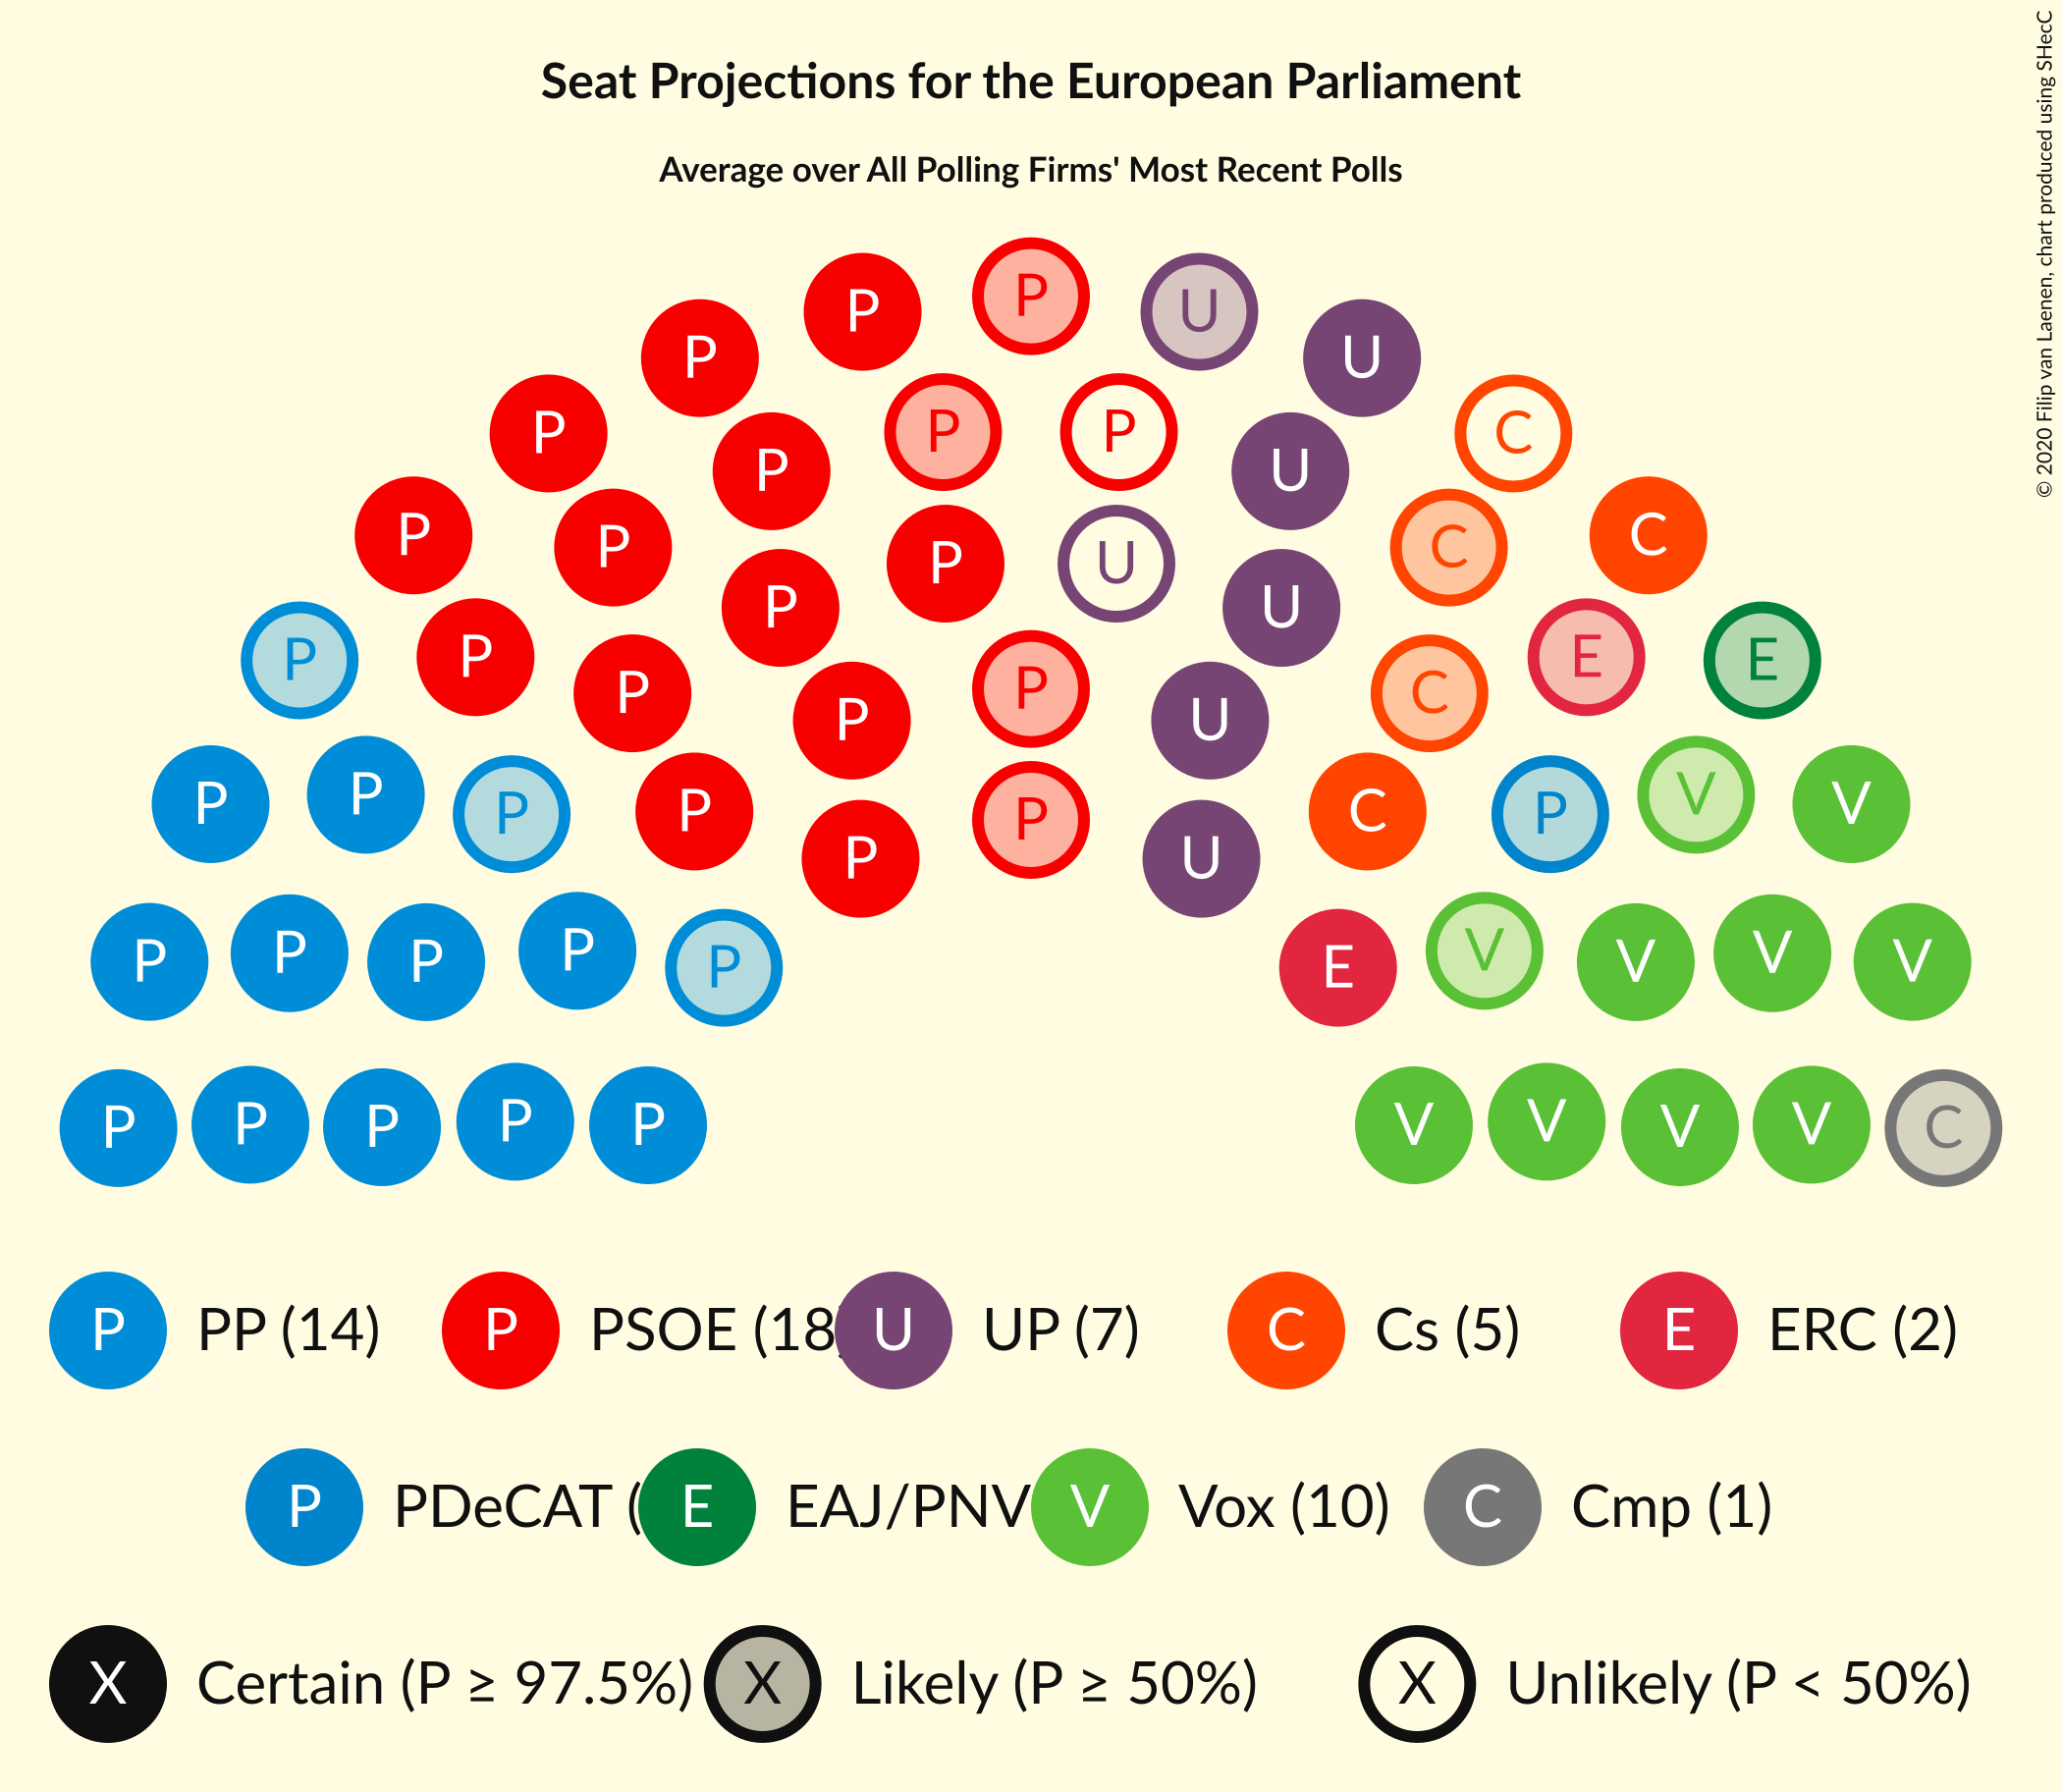 Seat Projections for the European Parliament
Average over All Polling Firms' Most Recent Polls
© 2020 Filip van Laenen, chart produced using SHecC
P
P U
P U
P P P C
P U
P C
P C
P U
P U
P E
P E
P P C
P U
P V
P V
P P P C P
P U
P P P P P E V V V V
P P P P P V V V V C
P PP (14) P PSOE (18 U UP (7) C Cs (5) E ERC (2)
P PDeCAT ( E EAJ/PNV V Vox (10) C Cmp (1)
X Certain (P ≥ 97.5%) X Likely (P ≥ 50%) X Unlikely (P < 50%)